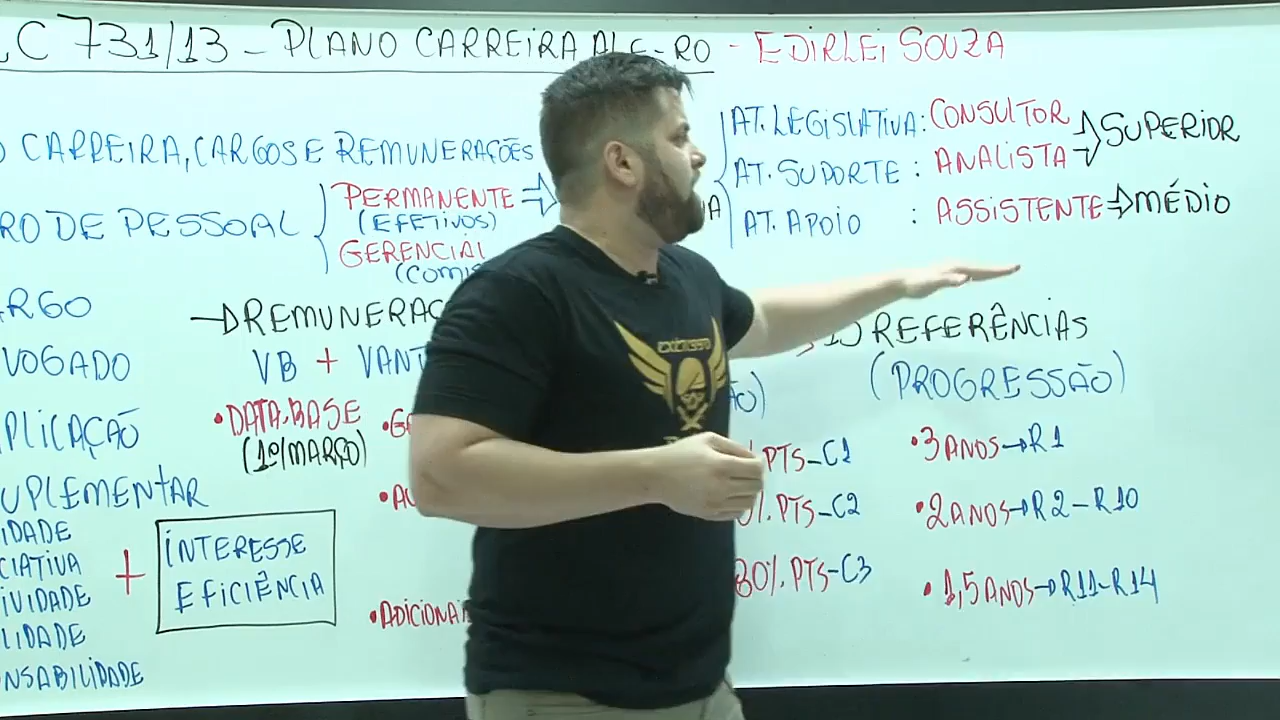 LC 731/13 - PLANO CARREIRA ALE-RO - EDIRLEI SOUZA
CARREIRA, CARGOS E REMUNERAÇÕES
RO DE PESSOAL
PERMANENTE
(EFETIVOS)
GERENCIAL
(COMIS
AT. LEGISLATIVA: CONSULTOR
AT. SUPORTE: ANALISTA
SUPERIOR
AT. APOIO: ASSISTENTE → MÉDIO
RGO
VOGADO
PLICAÇÃO
UPLEMENTAR
IDADE
CIATIVA
IVIDADE
LIDADE
NSABILIDADE
+
INTERESSE
EFICIÊNCIA
→ REMUNERAÇ
VB + VANT
• DATA-BASE
(1º/MARÇO)
• ADICIONAI
ÃO)
PTS-C1
%. PTS-C2
80%. PTS-C3
REFERÊNCIAS
(PROGRESSÃO)
• 3 ANOS → R1
• 2 ANOS → R2-R10
• 1,5 ANOS → R11-R14